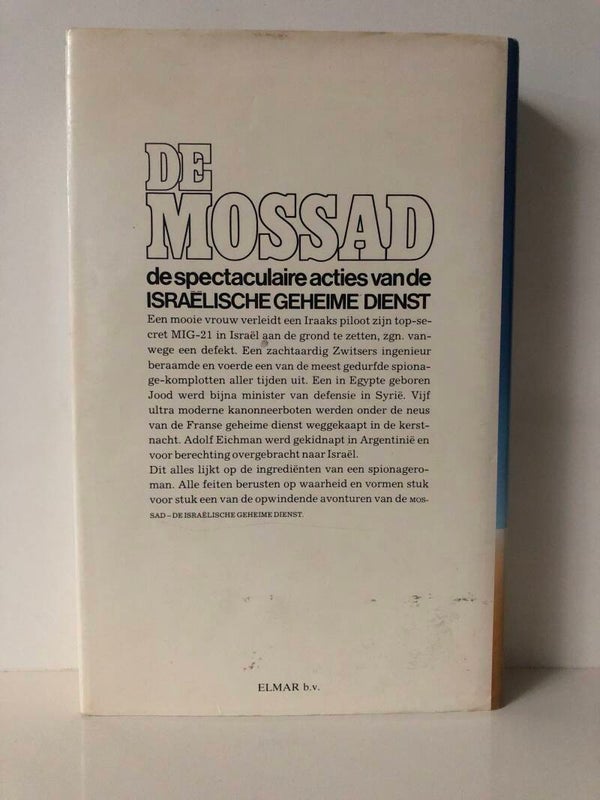 DE
MOSSAD
de spectaculaire acties van de
ISRAËLISCHE GEHEIME DIENST
Een mooie vrouw verleidt een Iraaks piloot zijn top-se-
cret MIG-21 in Israël aan de grond te zetten, zgn. van-
wege een defekt. Een zachtaardig Zwitsers ingenieur
beraamde en voerde een van de meest gedurfde spiona-
ge-komplotten aller tijden uit. Een in Egypte geboren
Jood werd bijna minister van defensie in Syrië. Vijf
ultra moderne kanonneerboten werden onder de neus
van de Franse geheime dienst weggekaapt in de kerst-
nacht. Adolf Eichman werd gekidnapt in Argentinië en
voor berechting overgebracht naar Israël.
Dit alles lijkt op de ingrediënten van een spionagero-
man. Alle feiten berusten op waarheid en vormen stuk
voor stuk een van de opwindende avonturen van de MOS-
SAD – DE ISRAËLISCHE GEHEIME DIENST.
ELMAR b.v.